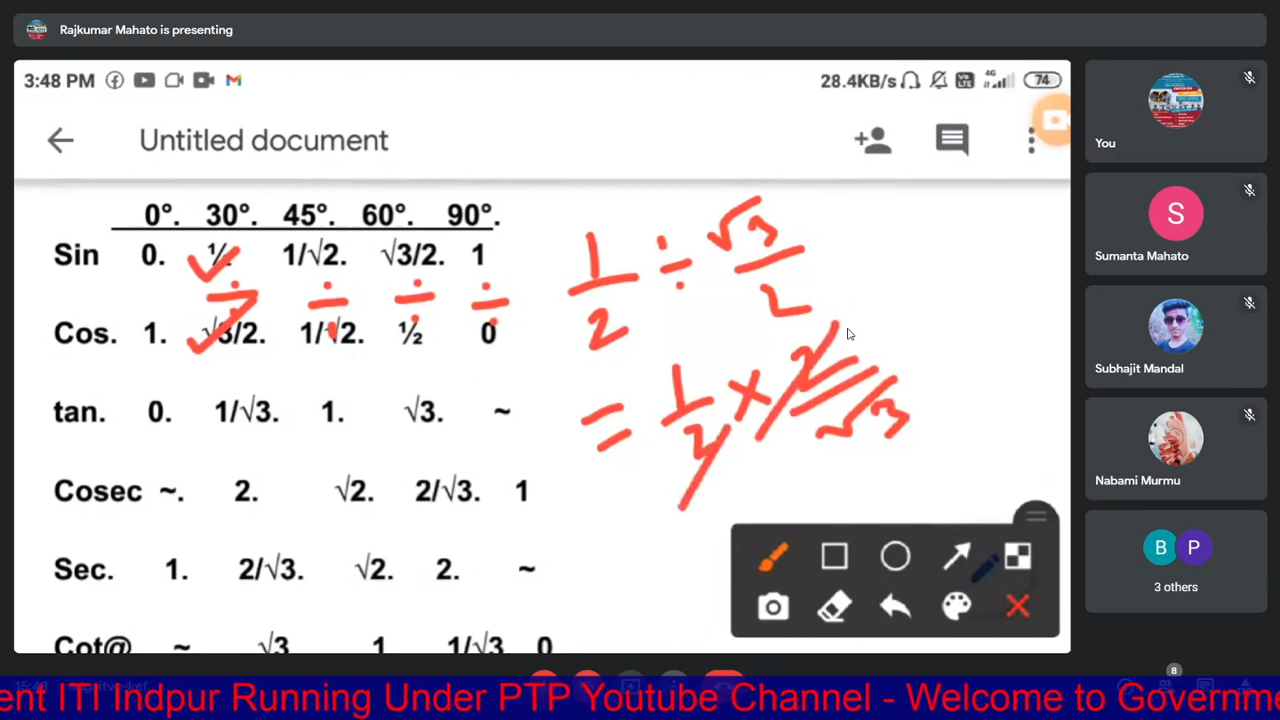 Rajkumar Mahato is presenting
3:48 PM
28.4KB/s
4G
Vo LTE
74
Untitled document
You
S
Sumanta Mahato
Subhajit Mandal
Nabami Murmu
B P
3 others
0°. 30°. 45°. 60°. 90°.
Sin 0. ½ 1/√2. √3/2. 1
÷ ÷ ÷ ÷
Cos. 1. √3/2. 1/√2. ½ 0
tan. 0. 1/√3. 1. √3. ~
Cosec ~. 2. √2. 2/√3. 1
Sec. 1. 2/√3. √2. 2. ~
Cot@ ~ √3 1 1/√3 0
1/2 ÷ √3/2
= 1/2 × 2/√3
8
ent ITI Indpur Running Under PTP Youtube Channel - Welcome to Governme